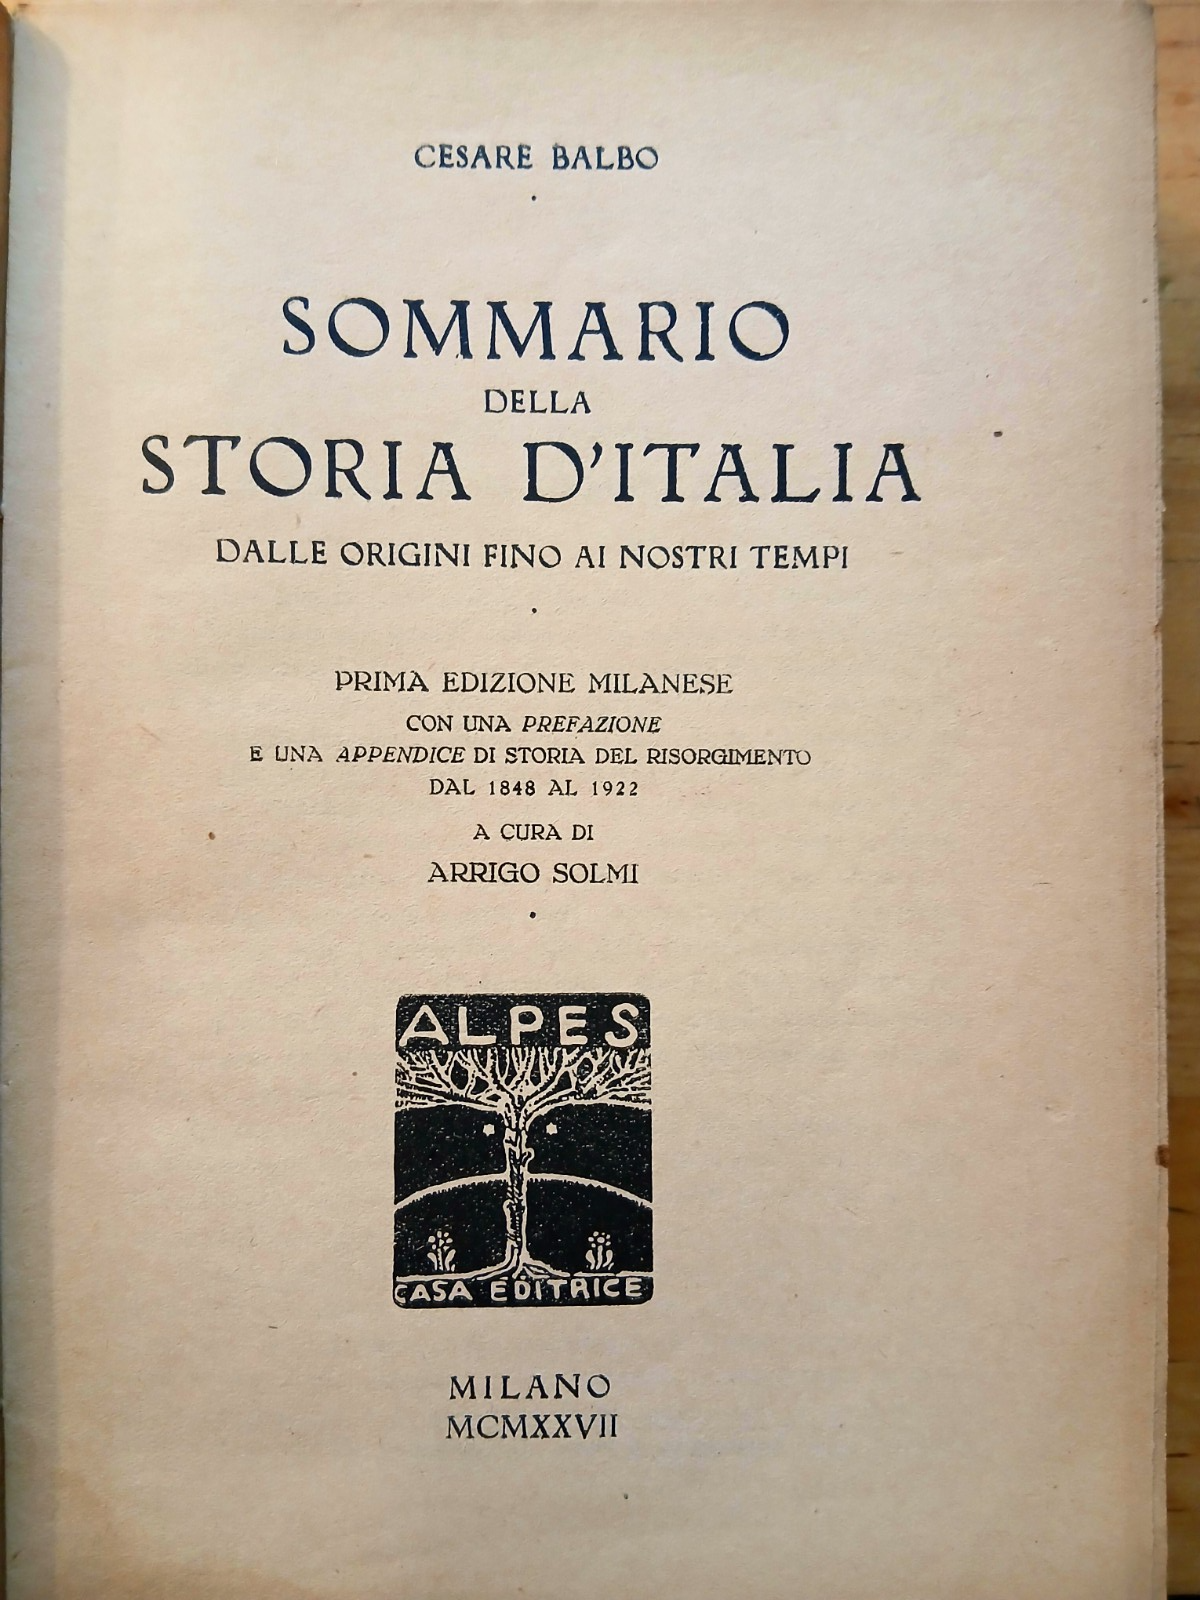 CESARE BALBO
SOMMARIO
DELLA
STORIA D'ITALIA
DALLE ORIGINI FINO AI NOSTRI TEMPI
PRIMA EDIZIONE MILANESE
CON UNA PREFAZIONE
E UNA APPENDICE DI STORIA DEL RISORGIMENTO
DAL 1848 AL 1922
A CURA DI
ARRIGO SOLMI
ALPES
CASA EDITRICE
MILANO
MCMXXVII